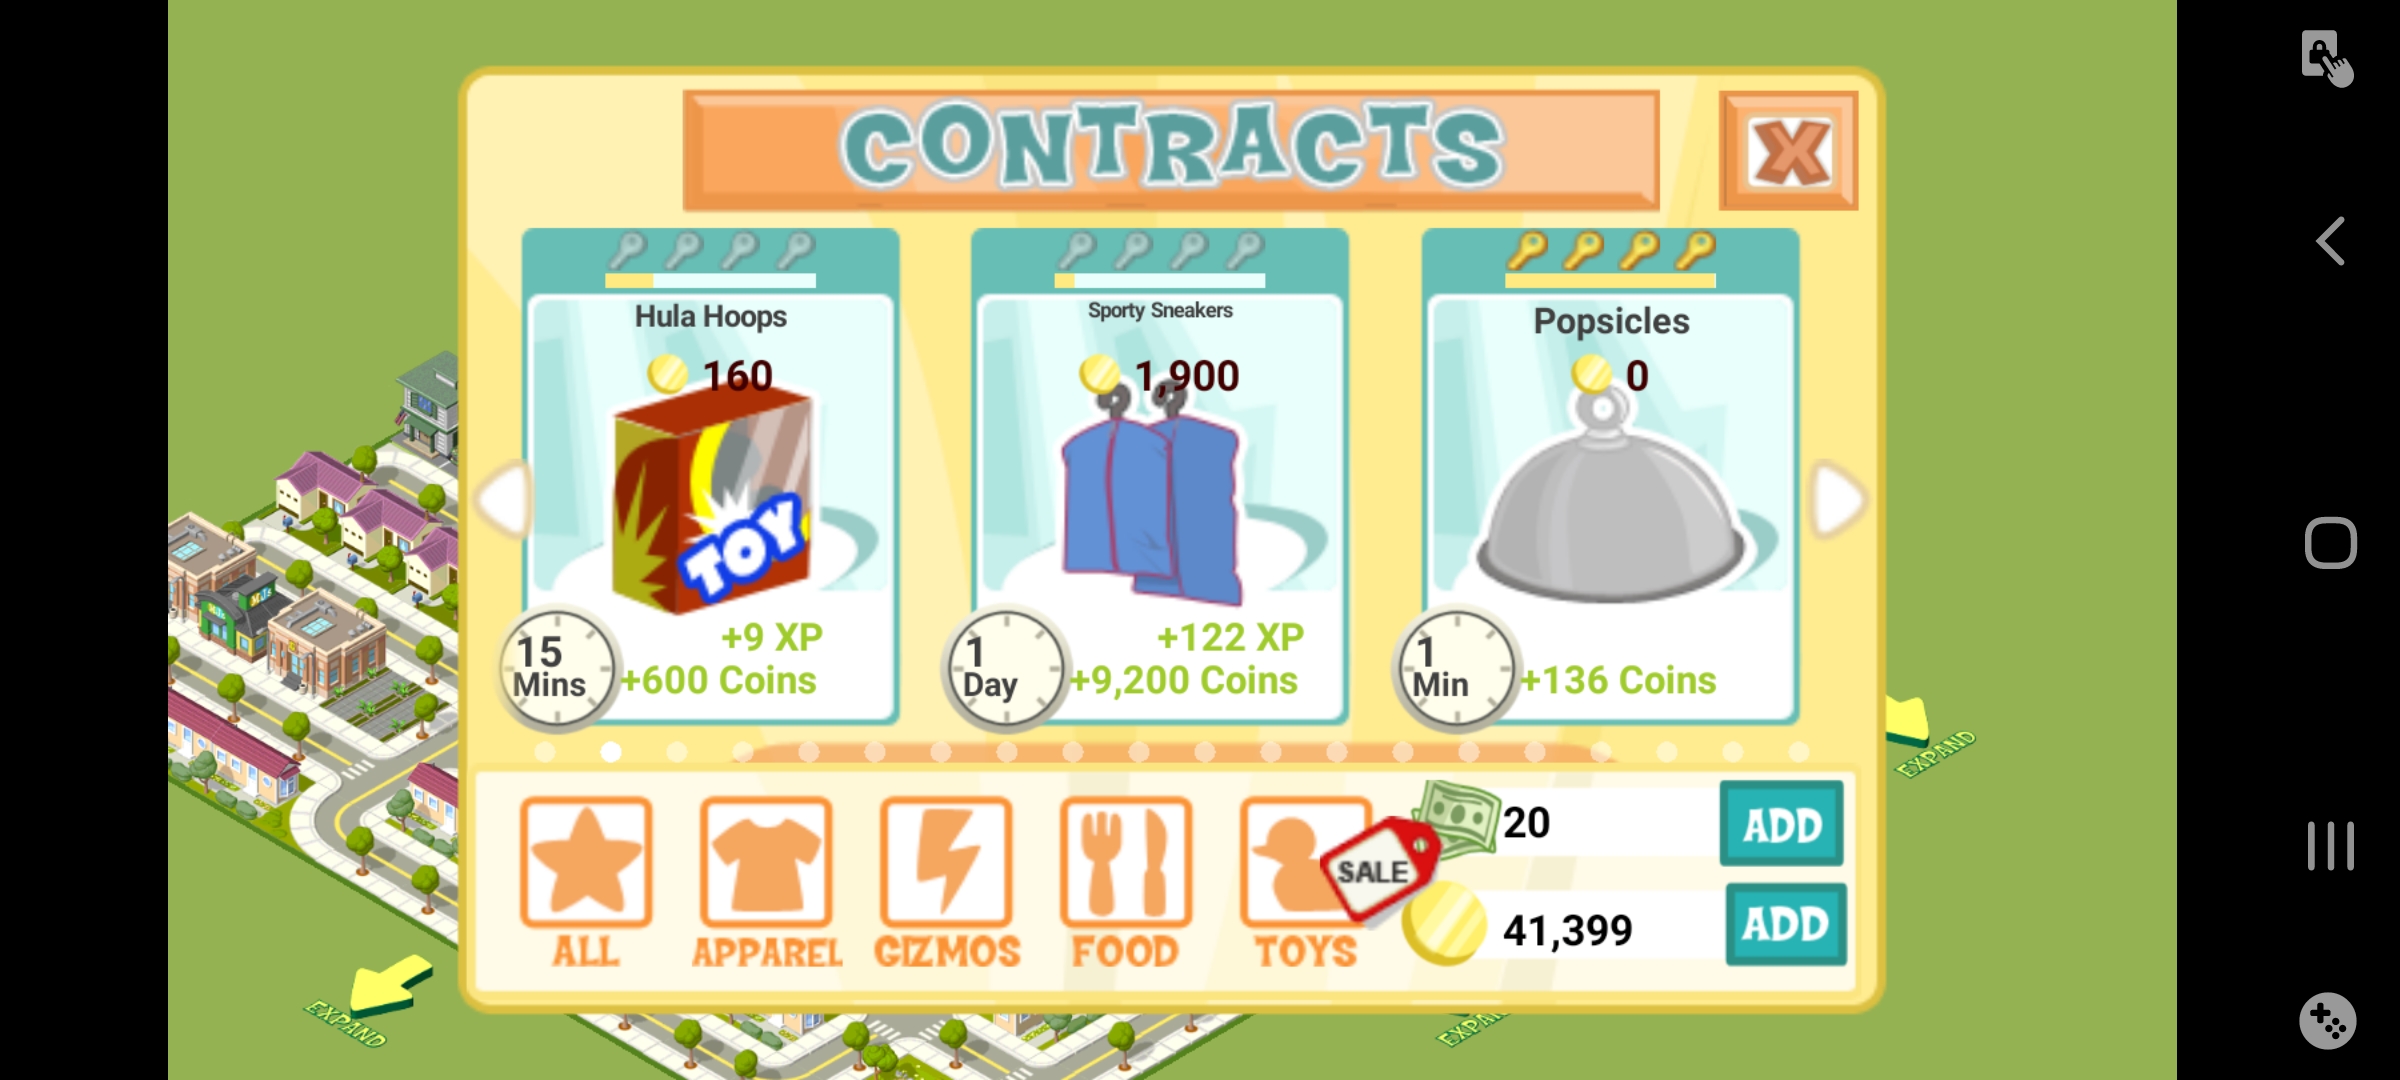 CONTRACTS
X
Hula Hoops
160
TOY
15
Mins
+9 XP
+600 Coins
Sporty Sneakers
1,900
1
Day
+122 XP
+9,200 Coins
Popsicles
0
1
Min
+136 Coins
EXPAND
ALL
APPAREL
GIZMOS
FOOD
TOYS
SALE
20
ADD
41,399
ADD
EXPAND